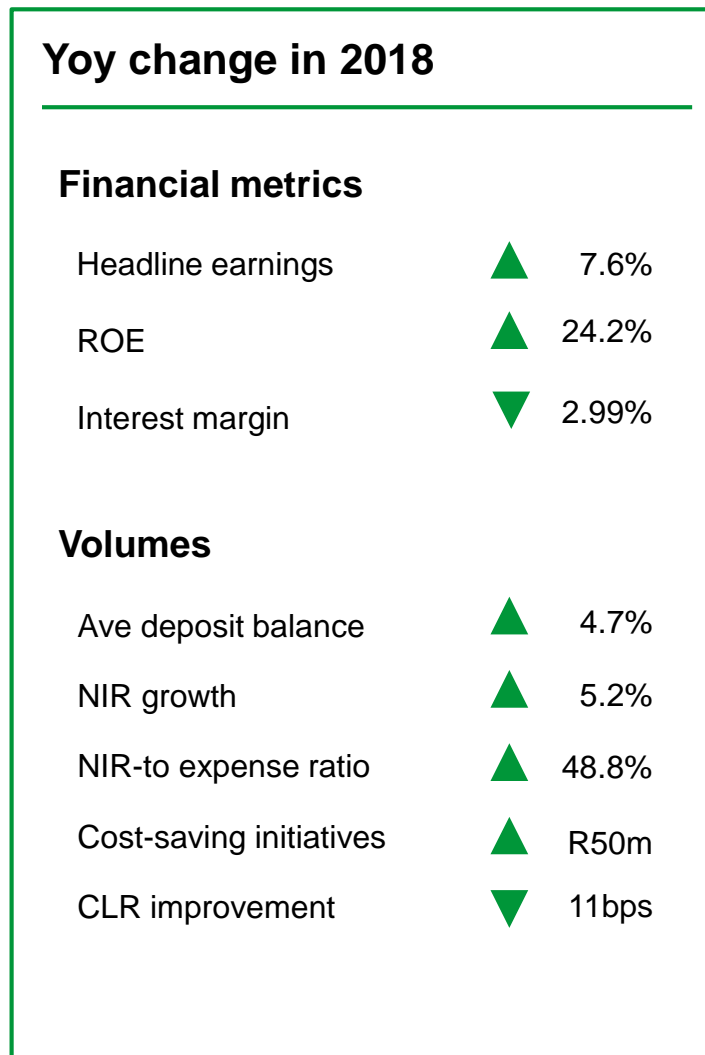 Yoy change in 2018
Financial metrics
Headline earnings 7.6%
ROE 24.2%
Interest margin 2.99%
Volumes
Ave deposit balance 4.7%
NIR growth 5.2%
NIR-to expense ratio 48.8%
Cost-saving initiatives R50m
CLR improvement 11bps